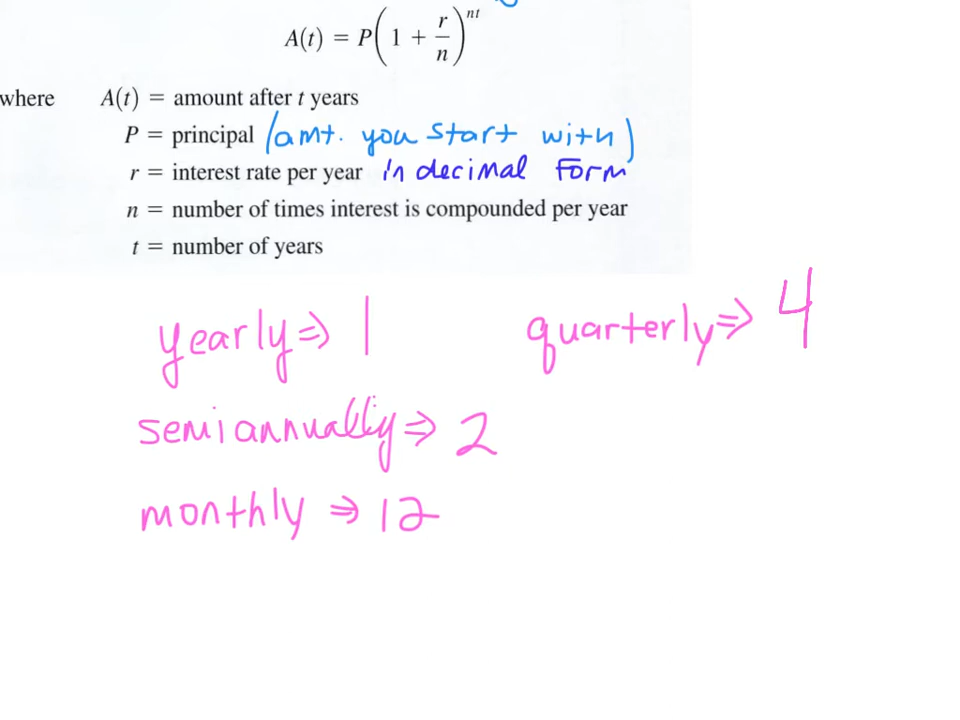 A(t) = P(1 + r/n)^nt
where A(t) = amount after t years
P = principal (amt. you start with)
r = interest rate per year in decimal form
n = number of times interest is compounded per year
t = number of years
yearly ⇒ 1 quarterly ⇒ 4
semiannually ⇒ 2
monthly ⇒ 12